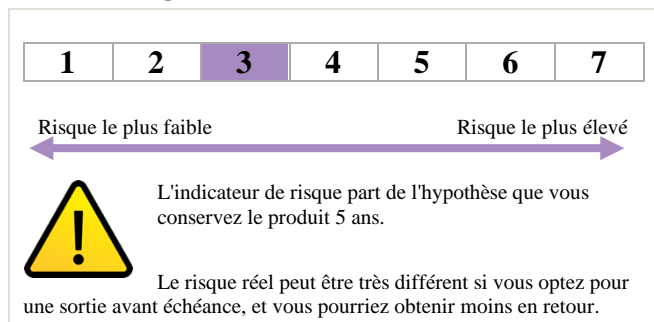 1 2 3 4 5 6 7
Risque le plus faible Risque le plus élevé
L'indicateur de risque part de l'hypothèse que vous
conservez le produit 5 ans.
Le risque réel peut être très différent si vous optez pour
une sortie avant échéance, et vous pourriez obtenir moins en retour.